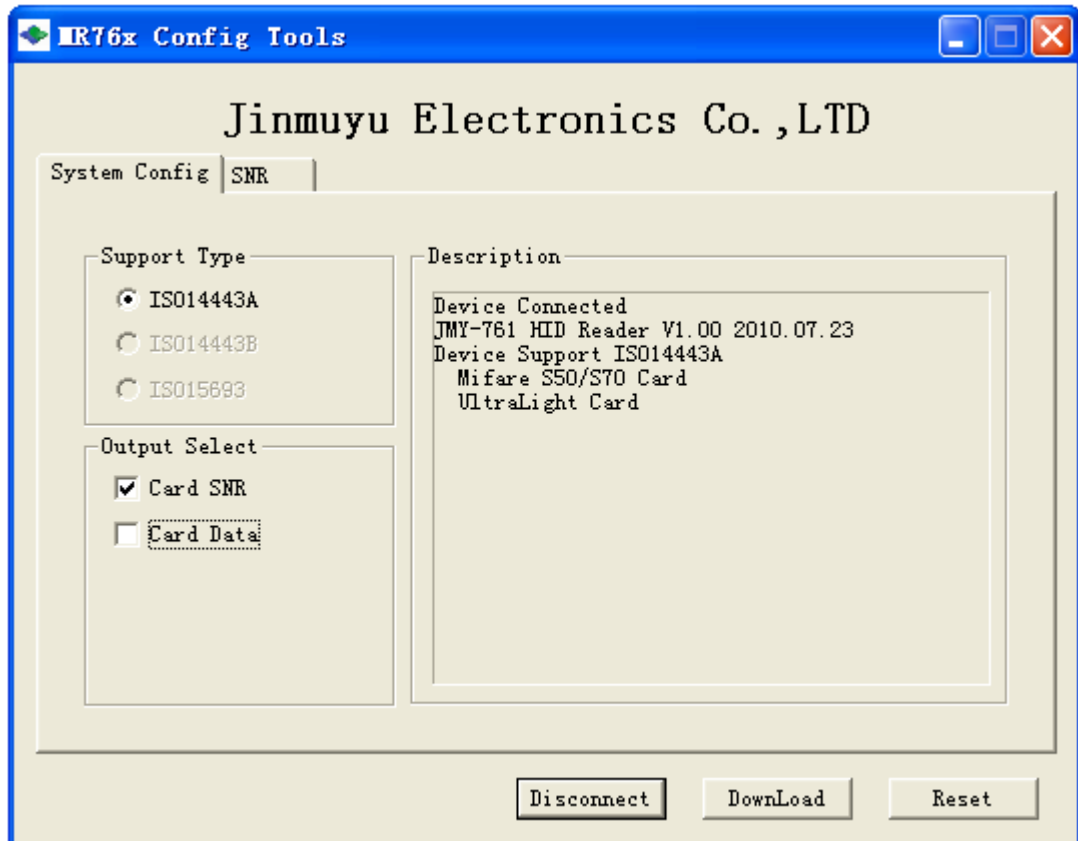 MR76x Config Tools
Jinmuyu Electronics Co.,LTD
System Config
SNR
Support Type
ISO14443A
ISO14443B
ISO15693
Output Select
Card SNR
Card Data
Description
Device Connected
JMY-761 HID Reader V1.00 2010.07.23
Device Support ISO14443A
Mifare S50/S70 Card
UltraLight Card
Disconnect
DownLoad
Reset